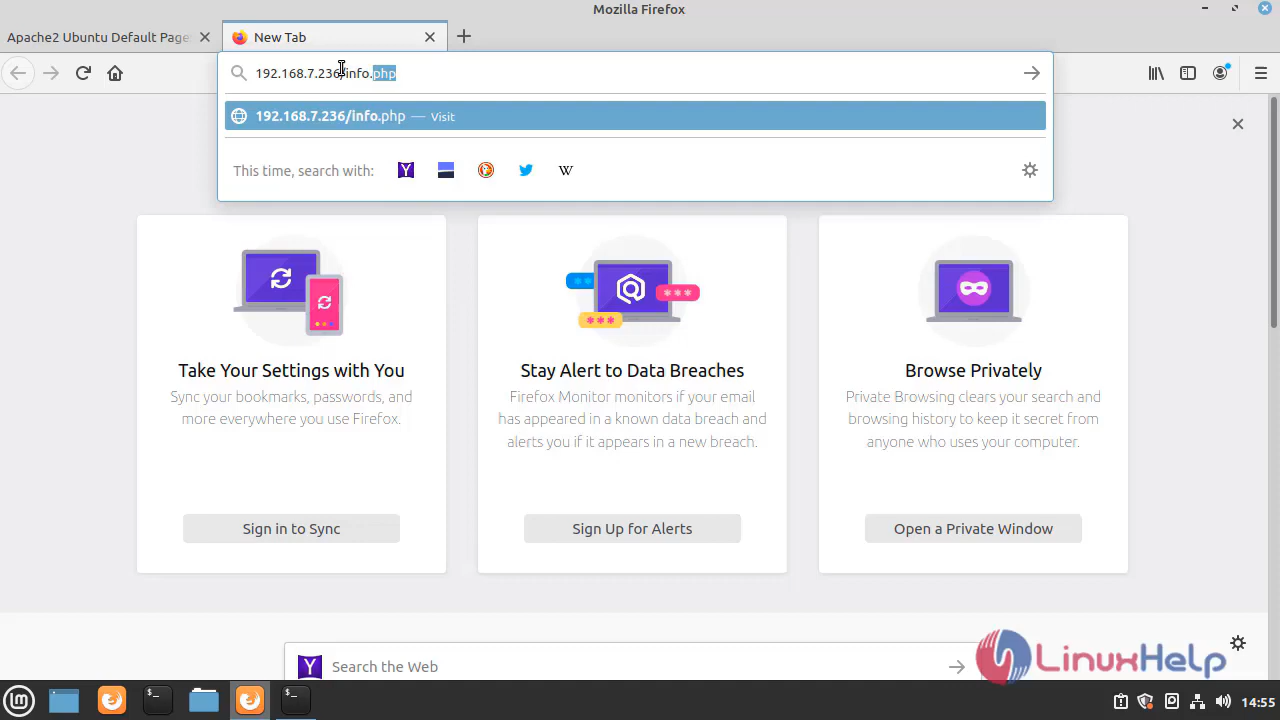 Mozilla Firefox
Apache2 Ubuntu Default Page
New Tab
192.168.7.236/info.php
192.168.7.236/info.php — Visit
This time, search with:
Take Your Settings with You
Sync your bookmarks, passwords, and
more everywhere you use Firefox.
Sign in to Sync
Stay Alert to Data Breaches
Firefox Monitor monitors if your email
has appeared in a known data breach and
alerts you if it appears in a new breach.
Sign Up for Alerts
Browse Privately
Private Browsing clears your search and
browsing history to keep it secret from
anyone who uses your computer.
Open a Private Window
Search the Web
LinuxHelp
14:55